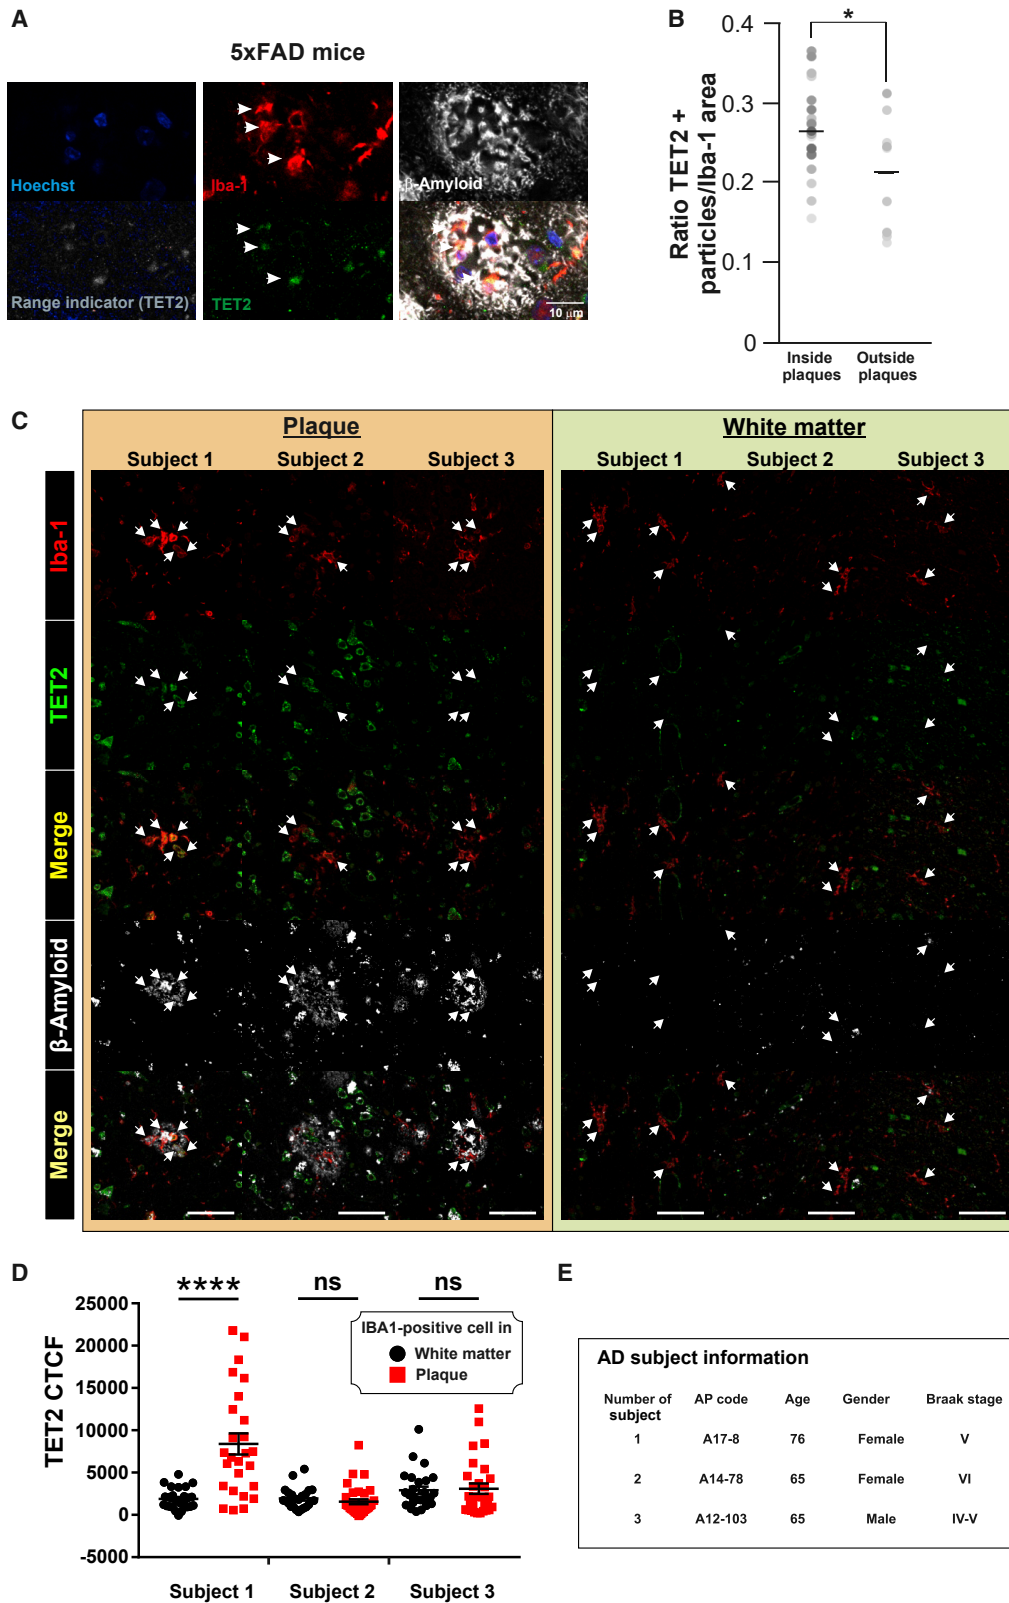 A
5xFAD mice
Hoechst
Iba-1
β-Amyloid
Range indicator (TET2)
TET2
10 μm
B
*
Ratio TET2 +
particles/Iba-1 area
0.4
0.3
0.2
0.1
0
Inside
plaques
Outside
plaques
C
Plaque
White matter
Subject 1
Subject 2
Subject 3
Subject 1
Subject 2
Subject 3
Iba-1
TET2
Merge
β-Amyloid
Merge
D
****
ns
ns
TET2 CTCF
25000
20000
15000
10000
5000
0
-5000
IBA1-positive cell in
White matter
Plaque
Subject 1
Subject 2
Subject 3
E
AD subject information
Number of
subject
AP code
Age
Gender
Braak stage
1 A17-8 76 Female V
2 A14-78 65 Female VI
3 A12-103 65 Male IV-V